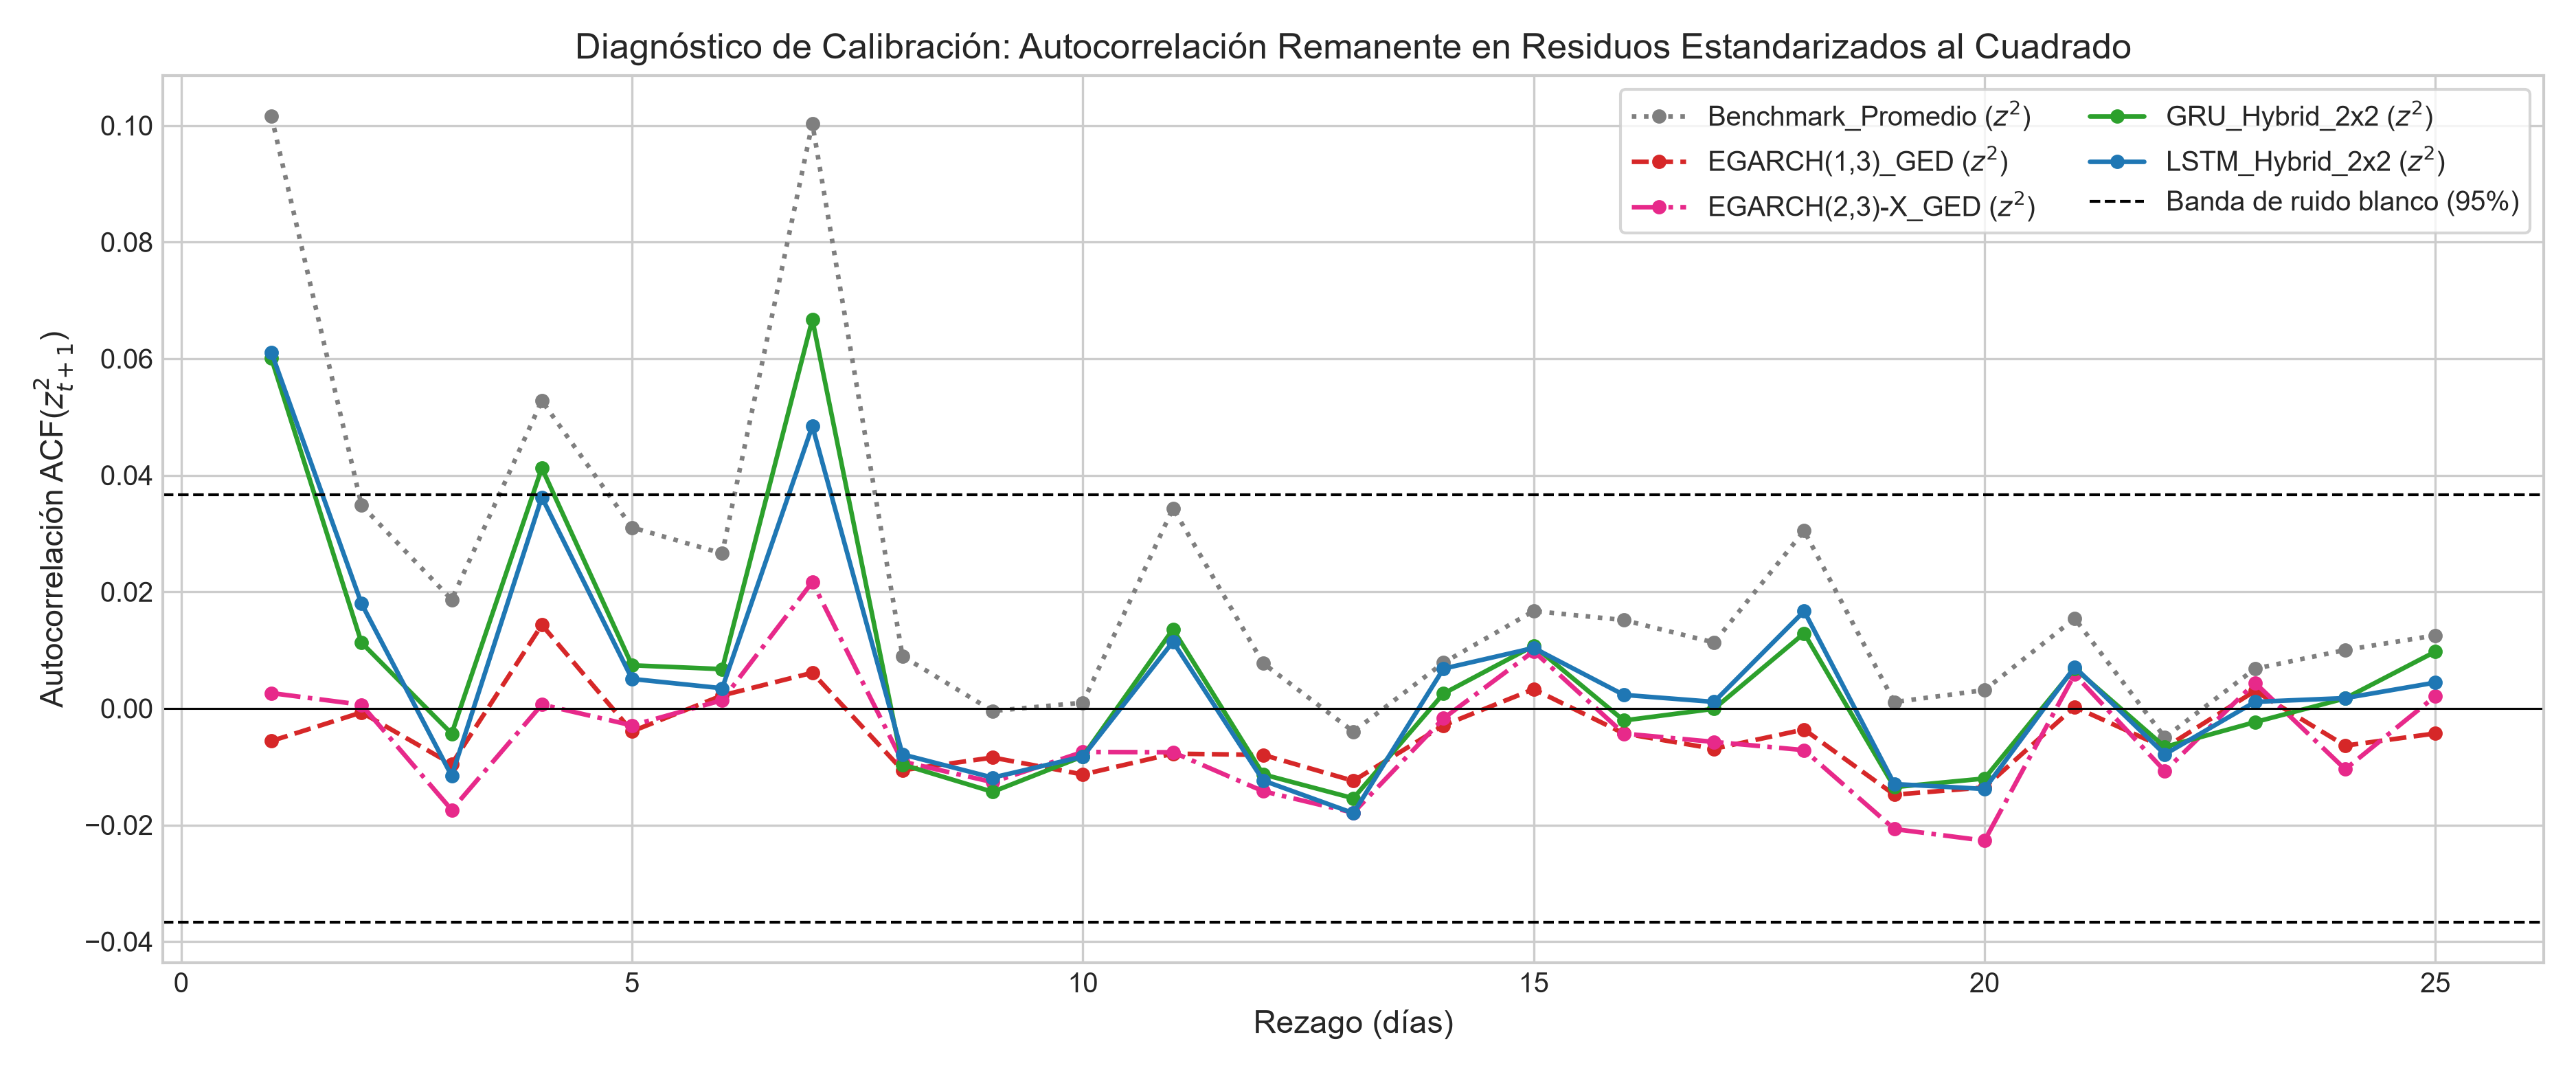 Diagnóstico de Calibración: Autocorrelación Remanente en Residuos Estandarizados al Cuadrado
Benchmark_Promedio (z²)
EGARCH(1,3)_GED (z²)
EGARCH(2,3)-X_GED (z²)
GRU_Hybrid_2x2 (z²)
LSTM_Hybrid_2x2 (z²)
Banda de ruido blanco (95%)
Autocorrelación ACF(z²ₜ₊₁)
0.10
0.08
0.06
0.04
0.02
0.00
−0.02
−0.04
0 5 10 15 20 25
Rezago (días)